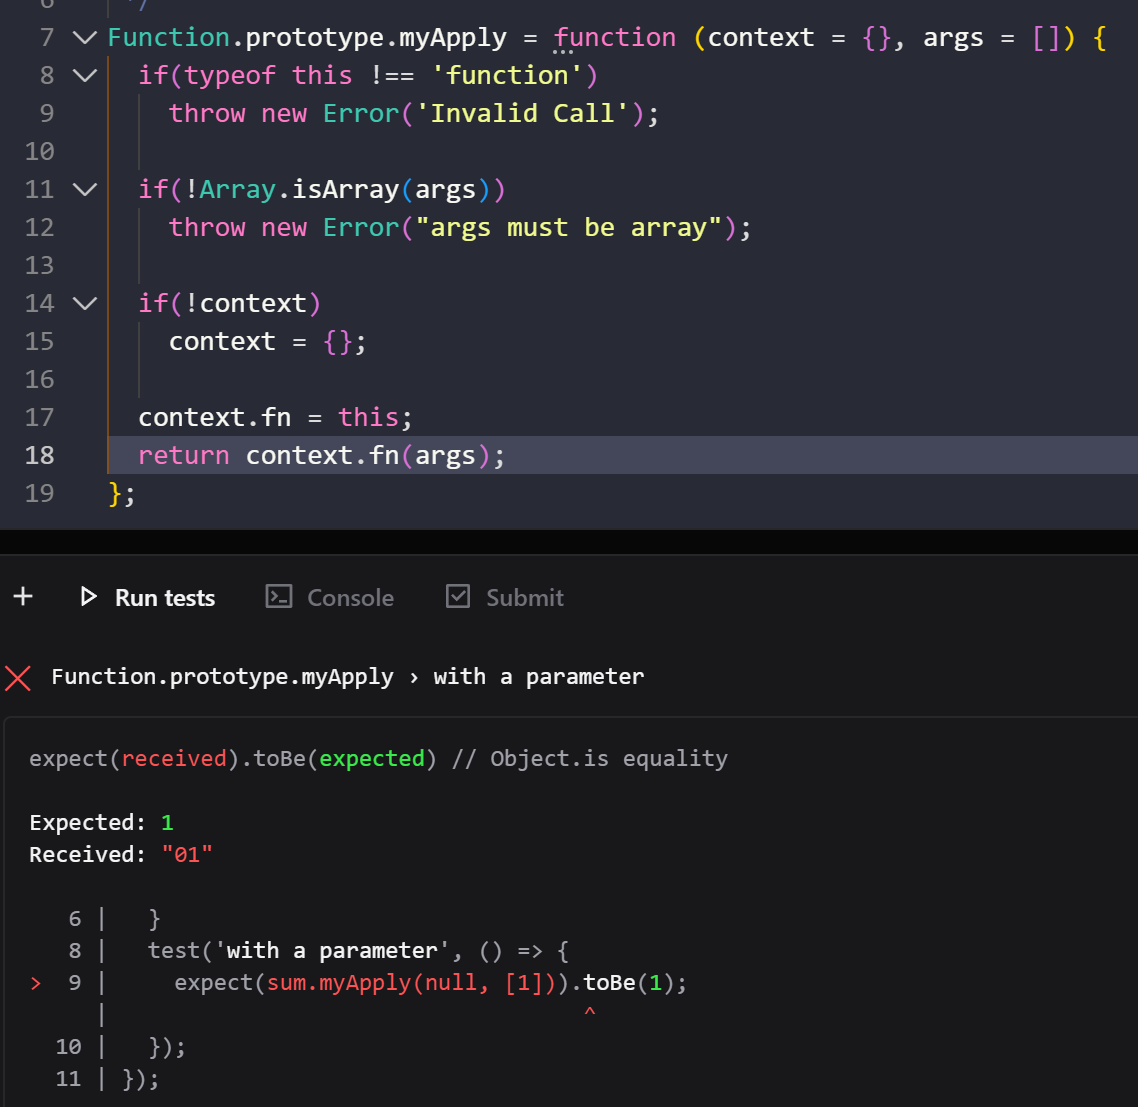 6 */
7 Function.prototype.myApply = function (context = {}, args = []) {
8 if(typeof this !== 'function')
9 throw new Error('Invalid Call');
10
11 if(!Array.isArray(args))
12 throw new Error("args must be array");
13
14 if(!context)
15 context = {};
16
17 context.fn = this;
18 return context.fn(args);
19 };
+ Run tests Console Submit
Function.prototype.myApply › with a parameter
expect(received).toBe(expected) // Object.is equality
Expected: 1
Received: "01"
6 | }
8 | test('with a parameter', () => {
> 9 | expect(sum.myApply(null, [1])).toBe(1);
| ^
10 | });
11 | });